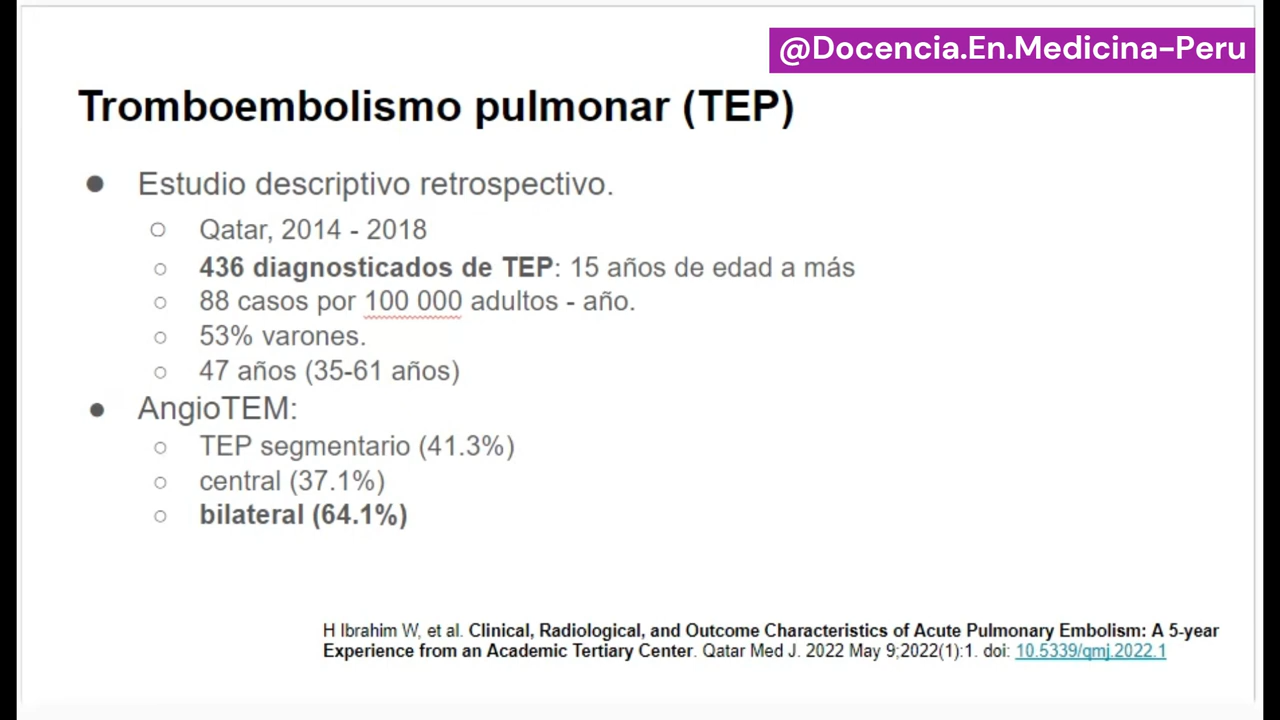 @Docencia.En.Medicina-Peru
Tromboembolismo pulmonar (TEP)
● Estudio descriptivo retrospectivo.
○ Qatar, 2014 - 2018
○ 436 diagnosticados de TEP: 15 años de edad a más
○ 88 casos por 100 000 adultos - año.
○ 53% varones.
○ 47 años (35-61 años)
● AngioTEM:
○ TEP segmentario (41.3%)
○ central (37.1%)
○ bilateral (64.1%)
H Ibrahim W, et al. Clinical, Radiological, and Outcome Characteristics of Acute Pulmonary Embolism: A 5-year
Experience from an Academic Tertiary Center. Qatar Med J. 2022 May 9;2022(1):1. doi: 10.5339/qmj.2022.1